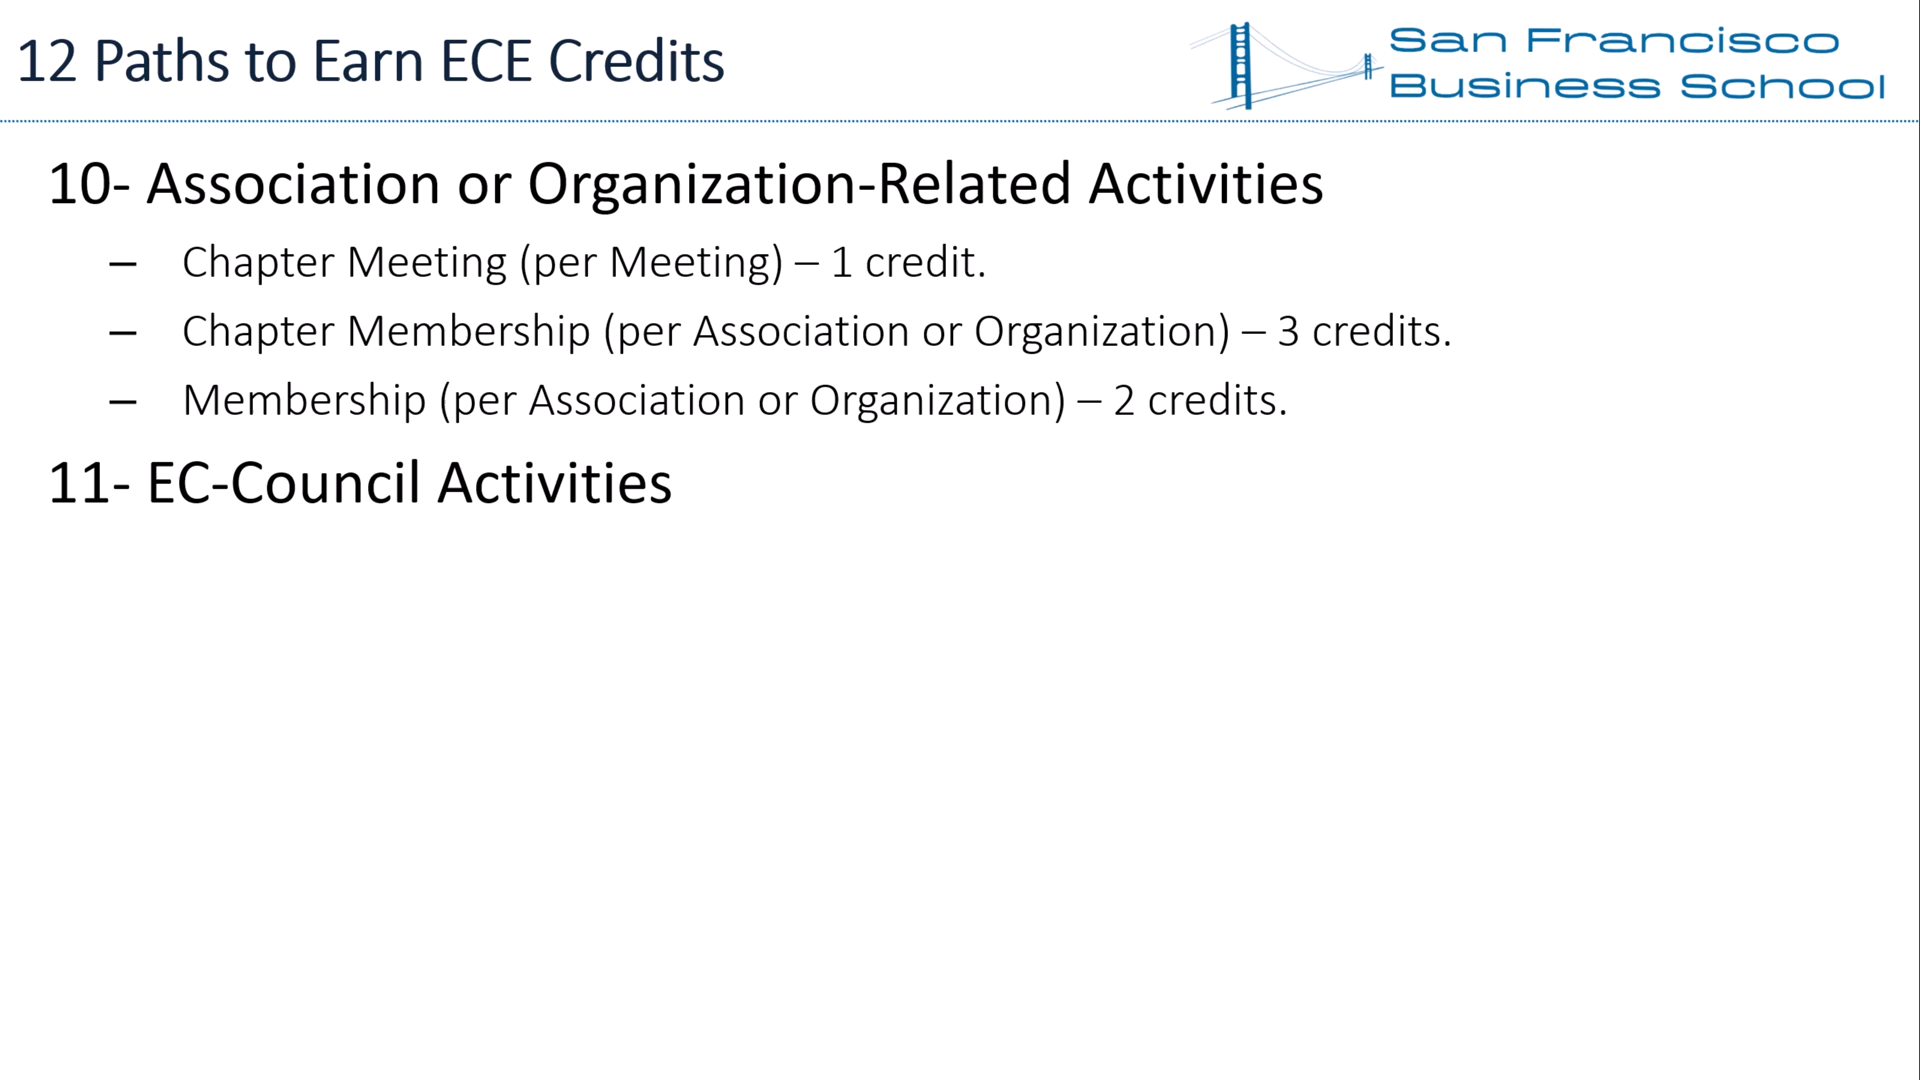 12 Paths to Earn ECE Credits
San Francisco
Business School
10- Association or Organization-Related Activities
– Chapter Meeting (per Meeting) – 1 credit.
– Chapter Membership (per Association or Organization) – 3 credits.
– Membership (per Association or Organization) – 2 credits.
11- EC-Council Activities